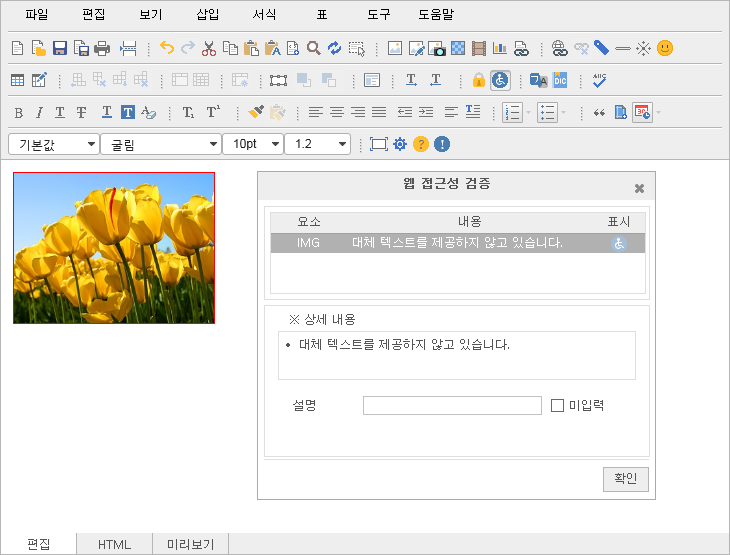 파일 편집 보기 삽입 서식 표 도구 도움말
기본값 굴림 10pt 1.2
웹 접근성 검증
요소 내용 표시
IMG 대체 텍스트를 제공하지 않고 있습니다.
※ 상세 내용
• 대체 텍스트를 제공하지 않고 있습니다.
설명 미입력
확인
편집 HTML 미리보기